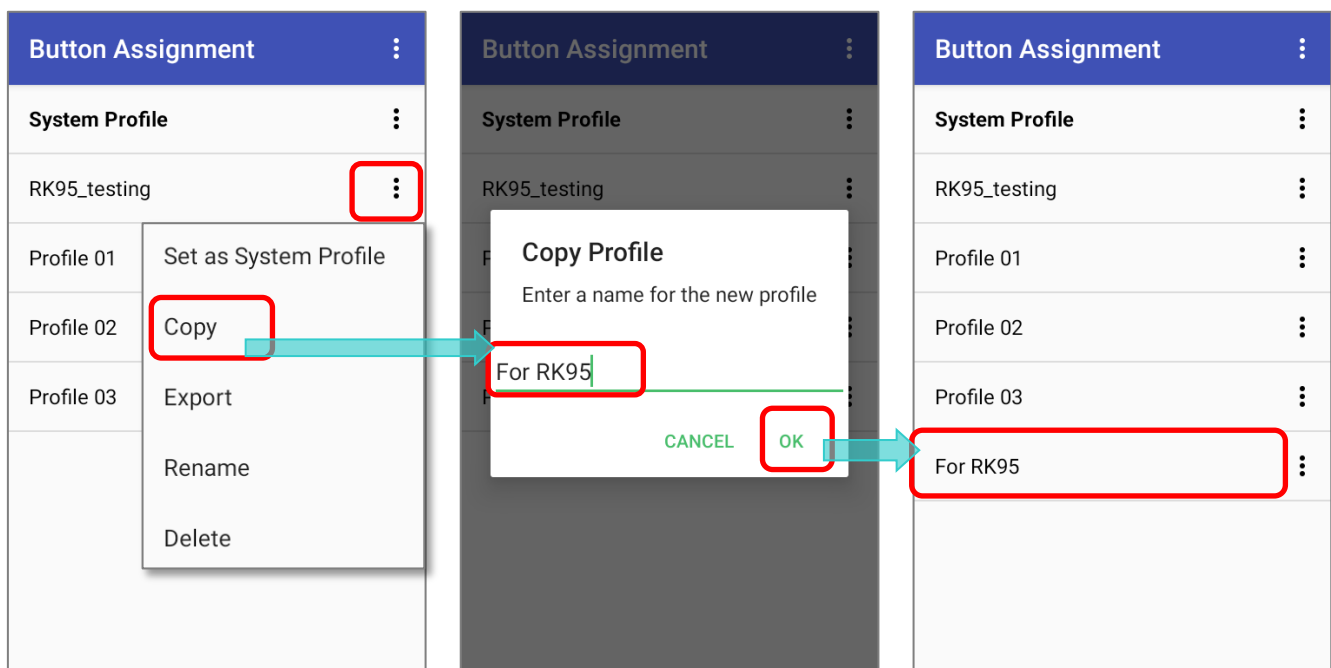 Button Assignment
System Profile
RK95_testing
Profile 01
Profile 02
Profile 03
Set as System Profile
Copy
Export
Rename
Delete
Button Assignment
System Profile
RK95_testing
Copy Profile
Enter a name for the new profile
For RK95
CANCEL OK
Button Assignment
System Profile
RK95_testing
Profile 01
Profile 02
Profile 03
For RK95